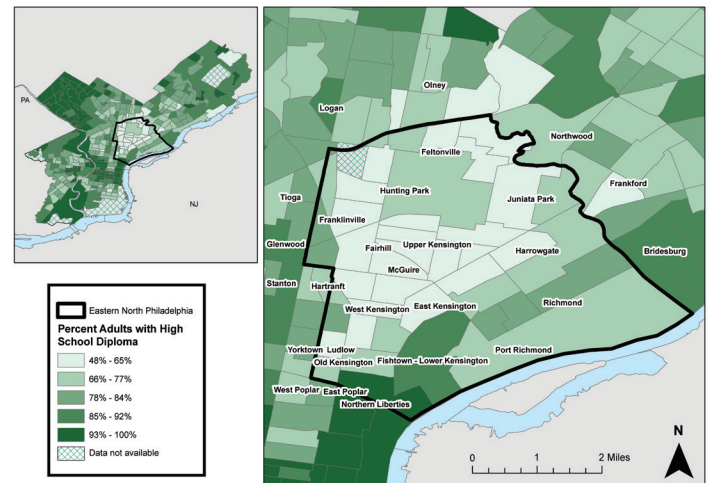 PA
NJ
Eastern North Philadelphia
Percent Adults with High
School Diploma
48% - 65%
66% - 77%
78% - 84%
85% - 92%
93% - 100%
Data not available
Olney
Logan
Northwood
Feltonville
Hunting Park
Frankford
Tioga
Juniata Park
Franklinville
Glenwood
Fairhill
Upper Kensington
Harrowgate
Bridesburg
McGuire
Stanton
Hartranft
West Kensington
East Kensington
Richmond
Yorktown
Ludlow
Port Richmond
Old Kensington
Fishtown - Lower Kensington
West Poplar
East Poplar
Northern Liberties
N
0 1 2 Miles